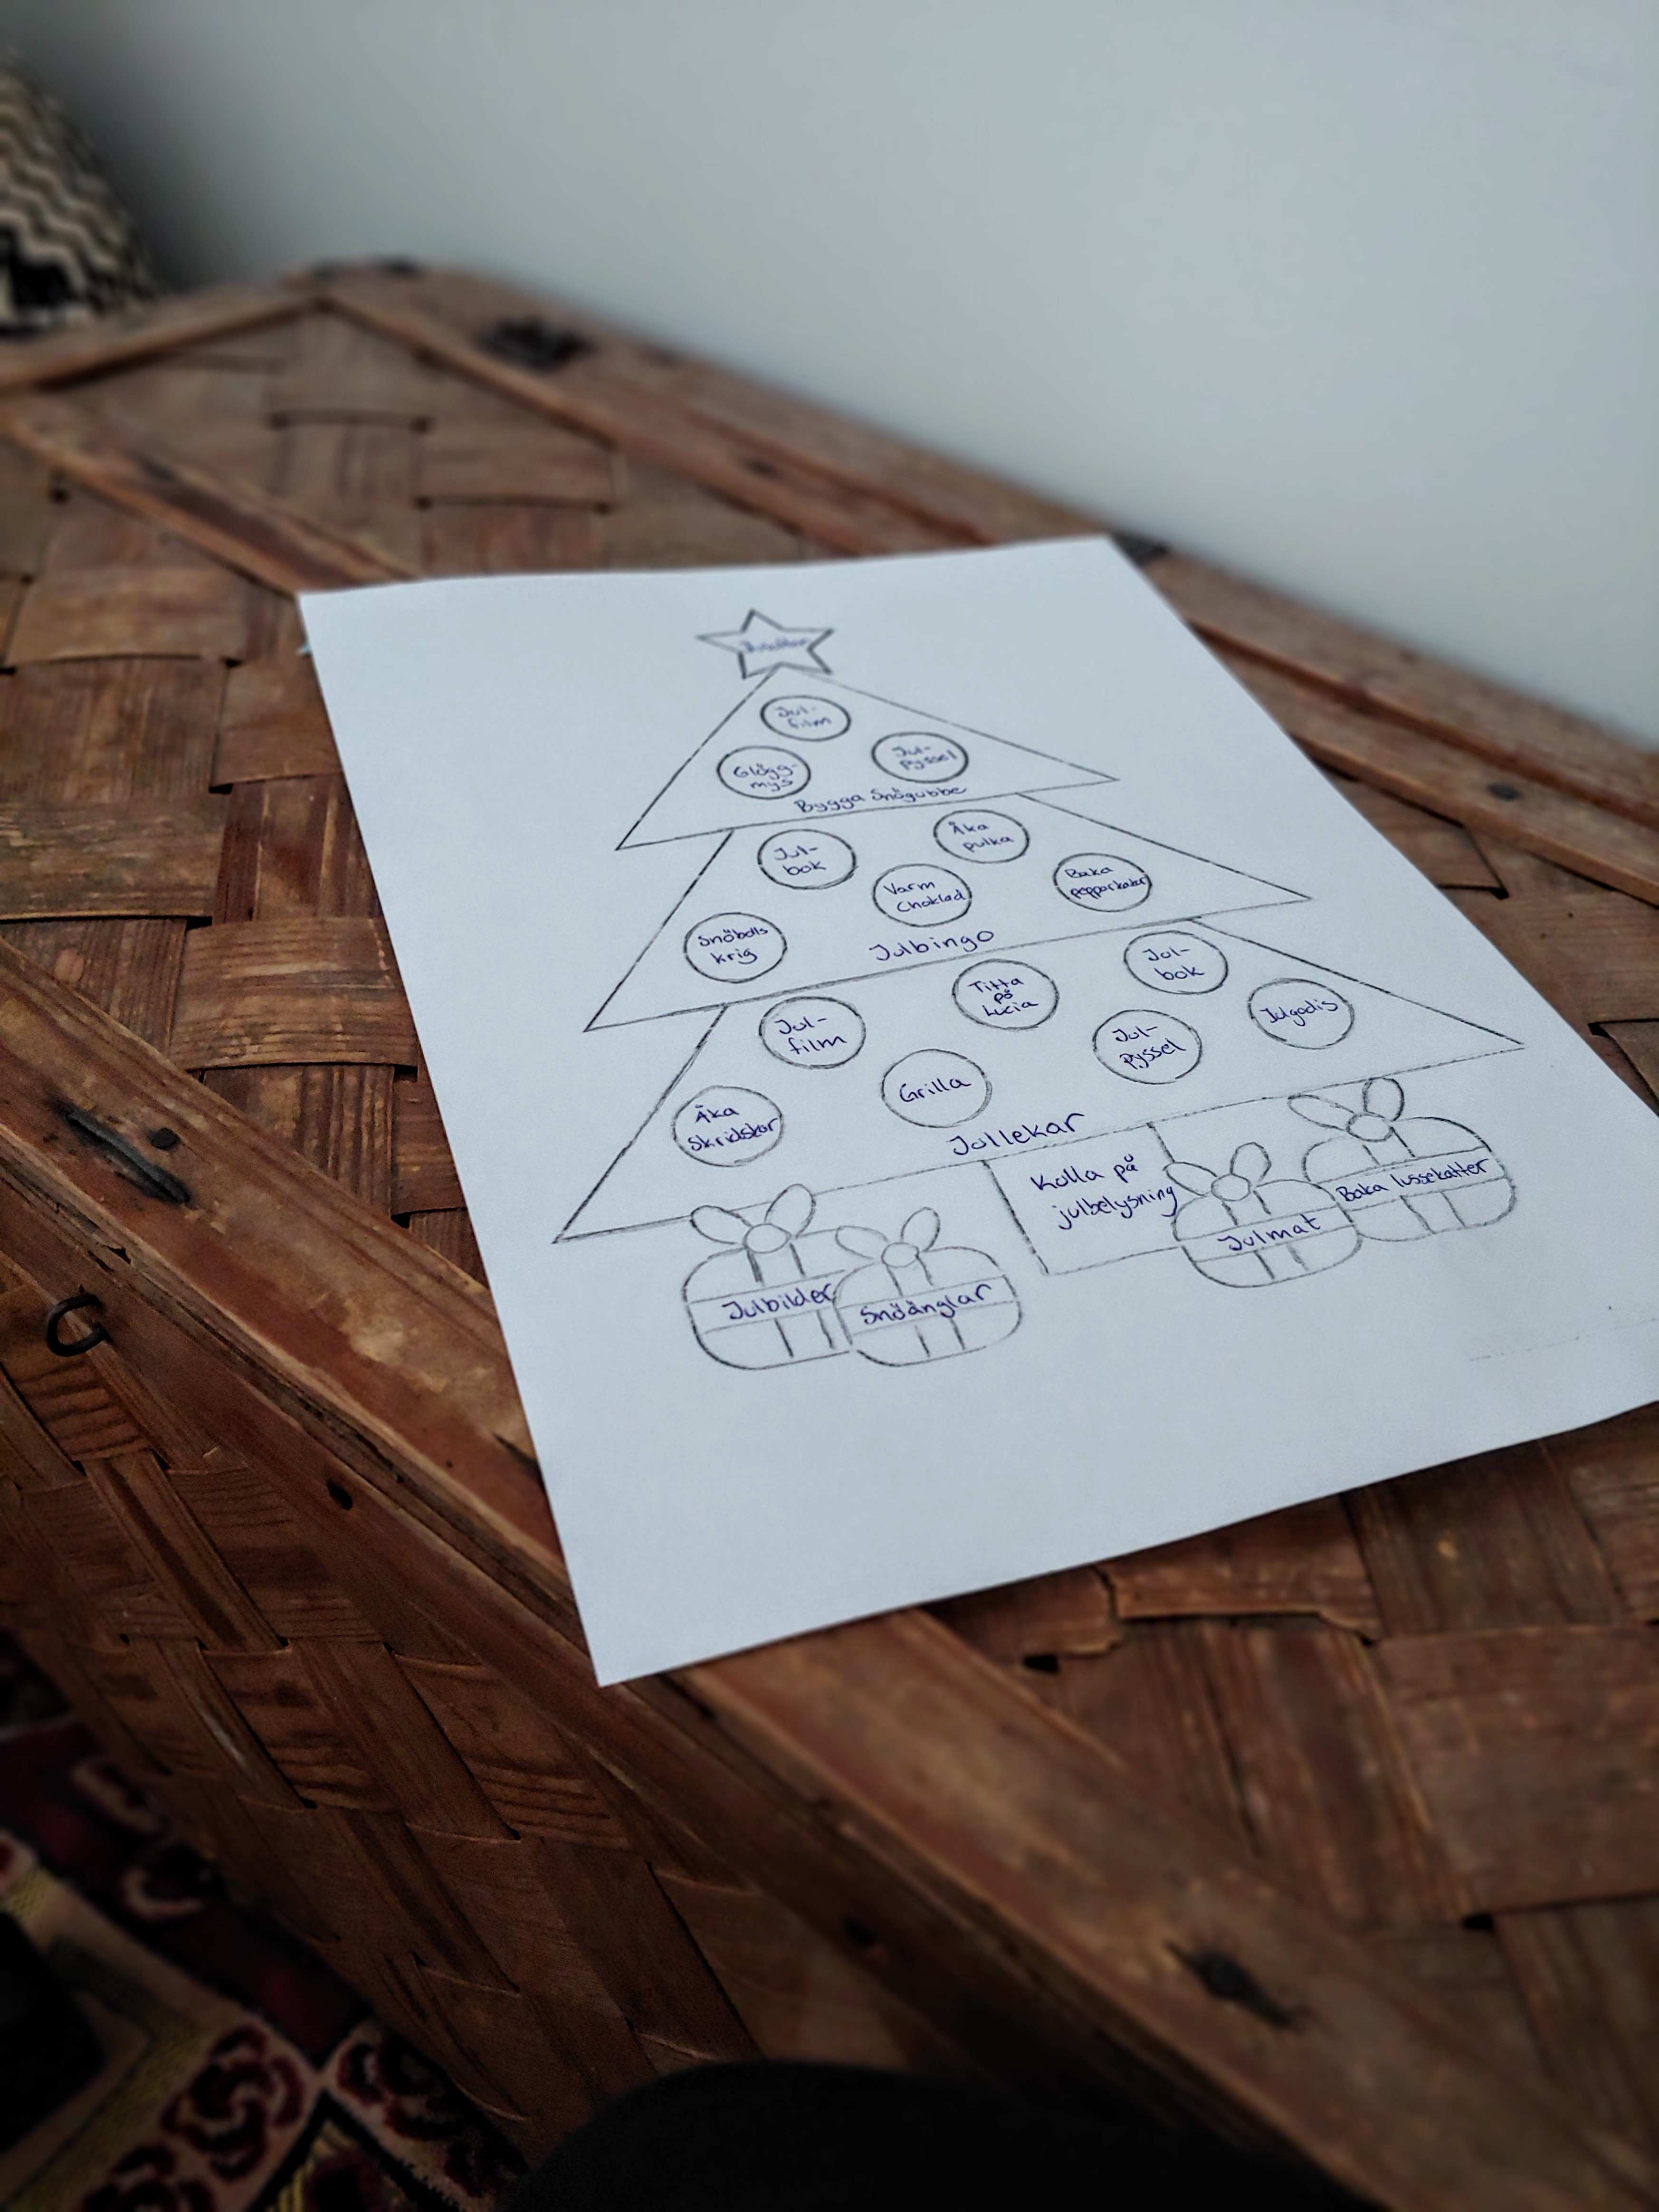 Julafton
Jul-
film
Glögg-
mys
Jul-
pyssel
Bygga Snögubbe
Jul-
bok
Åka
pulka
Varm
Choklad
Baka
pepparkakor
Snöbolls
krig
Julbingo
Jul-
film
Titta
på
Lucia
Jul-
bok
Julgodis
Jul-
pyssel
Grilla
Åka
Skridskor
Jullekar
Kolla på
julbelysning
Baka lussekatter
Julmat
Julbilder
Snöänglar